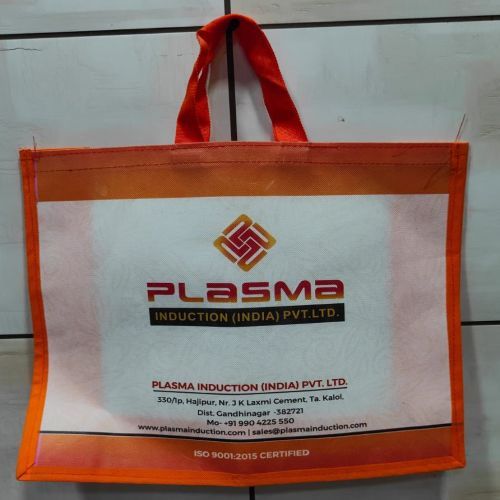 PLASMA
INDUCTION (INDIA) PVT.LTD.
PLASMA INDUCTION (INDIA) PVT. LTD.
330/1p, Hajipur, Nr. J K Laxmi Cement, Ta. Kalol,
Dist. Gandhinagar -382721
Mo- +91 990 4225 550
www.plasmainduction.com | sales@plasmainduction.com
ISO 9001:2015 CERTIFIED